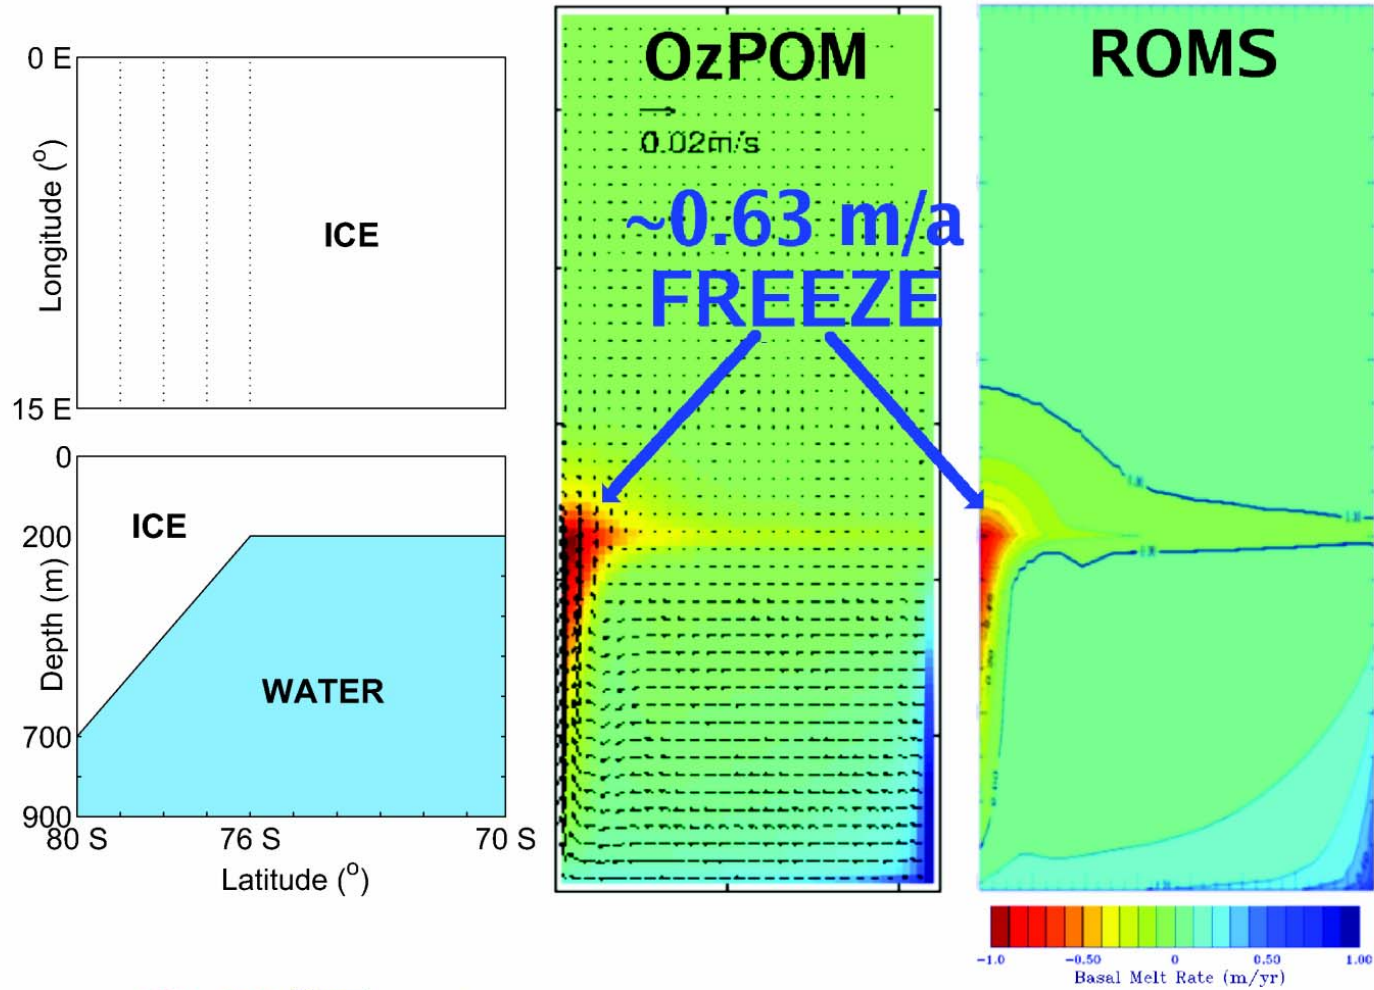 0 E
Longitude (o)
ICE
15 E
0
ICE
200
Depth (m)
WATER
700
900
80 S
76 S
70 S
Latitude (o)
OzPOM
0.02m/s
~0.63 m/a
FREEZE
ROMS
-1.0
-0.50
0
0.50
1.00
Basal Melt Rate (m/yr)